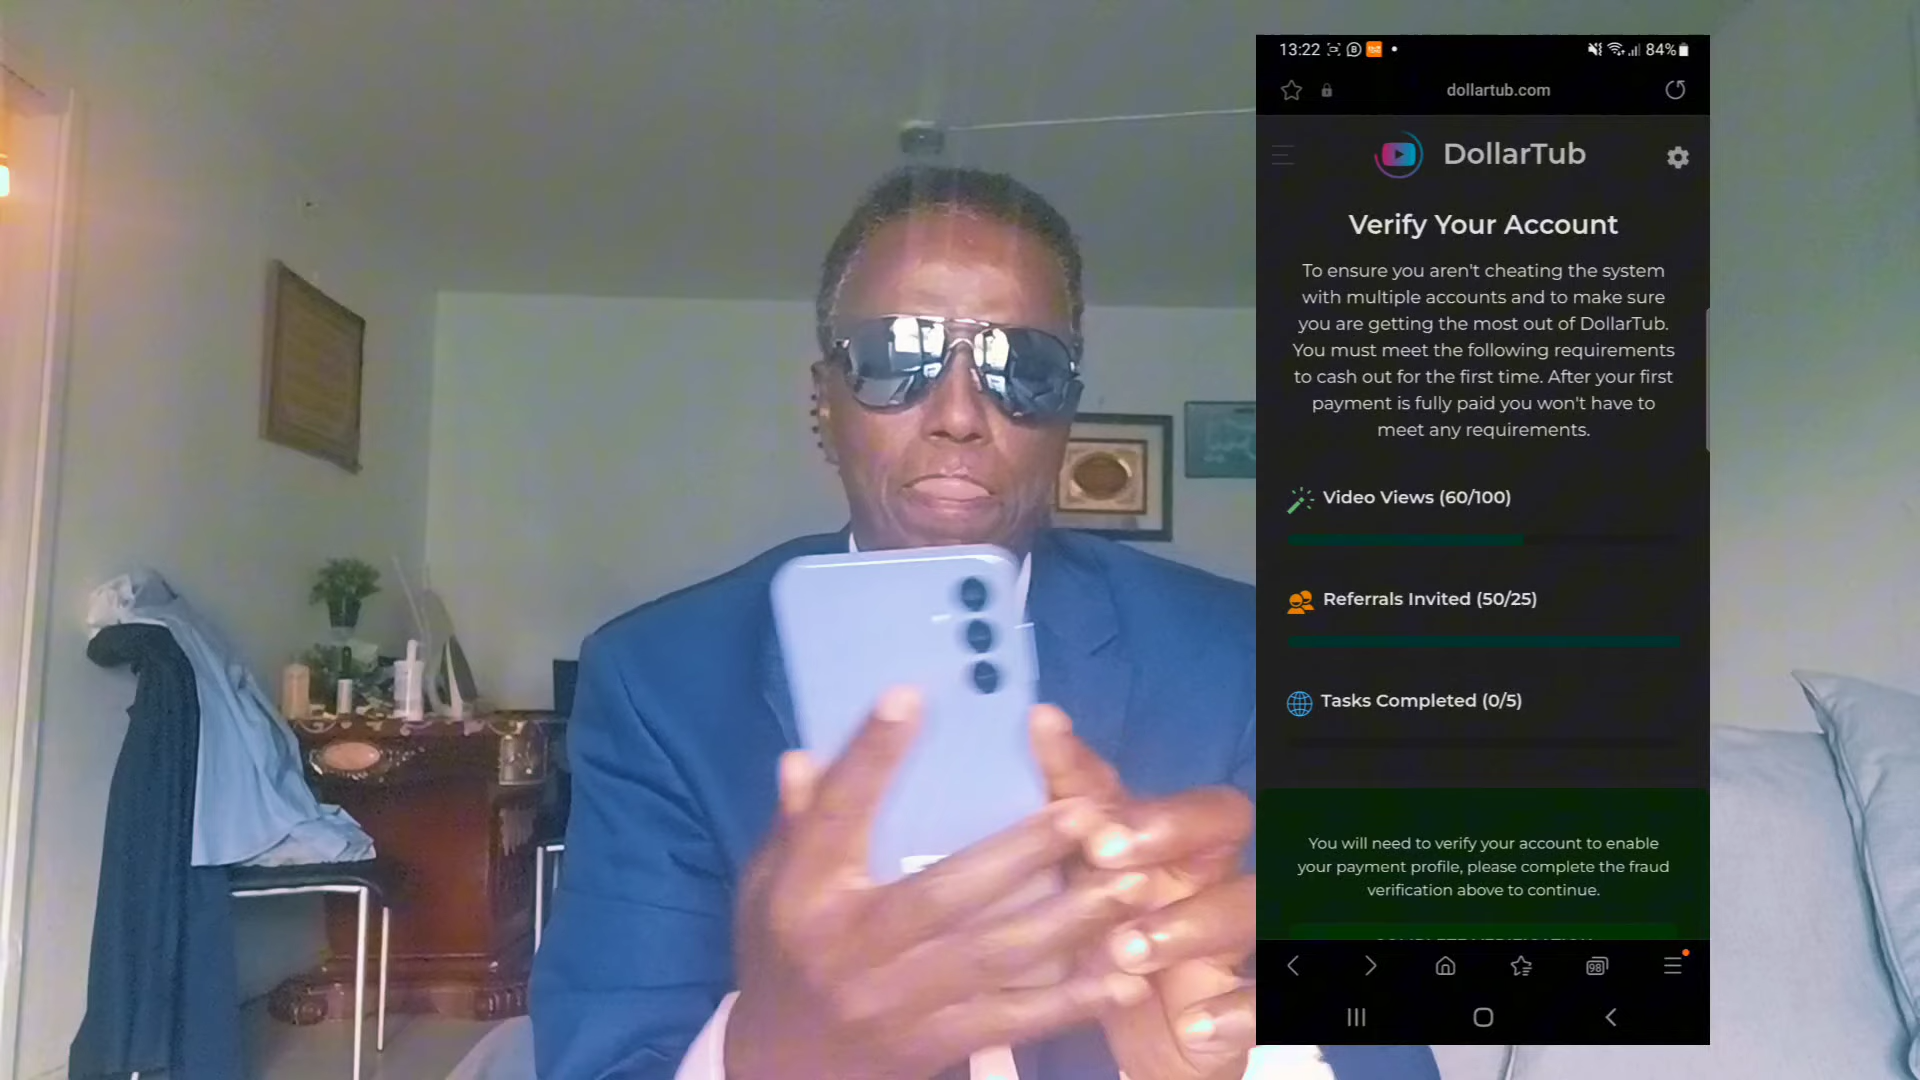 13:22
84%
dollartub.com
DollarTub
Verify Your Account
To ensure you aren't cheating the system
with multiple accounts and to make sure
you are getting the most out of DollarTub.
You must meet the following requirements
to cash out for the first time. After your first
payment is fully paid you won't have to
meet any requirements.
Video Views (60/100)
Referrals Invited (50/25)
Tasks Completed (0/5)
You will need to verify your account to enable
your payment profile, please complete the fraud
verification above to continue.
98